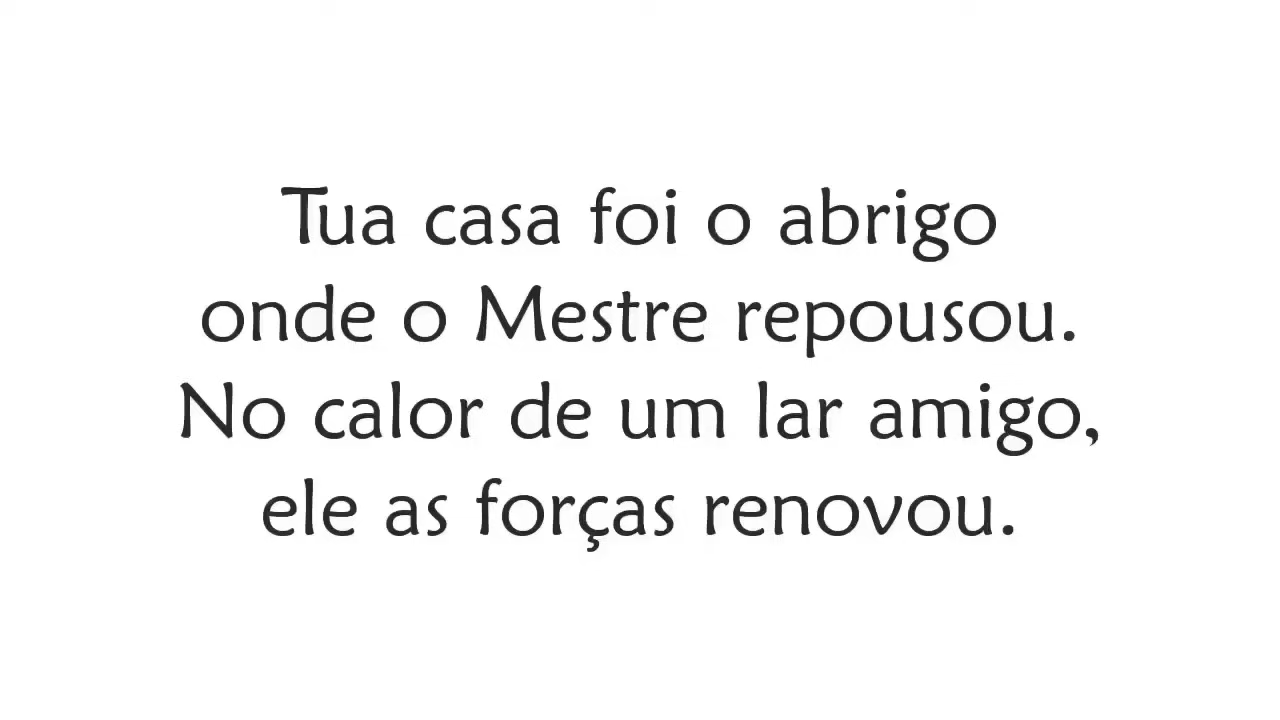 Tua casa foi o abrigo
onde o Mestre repousou.
No calor de um lar amigo,
ele as forças renovou.